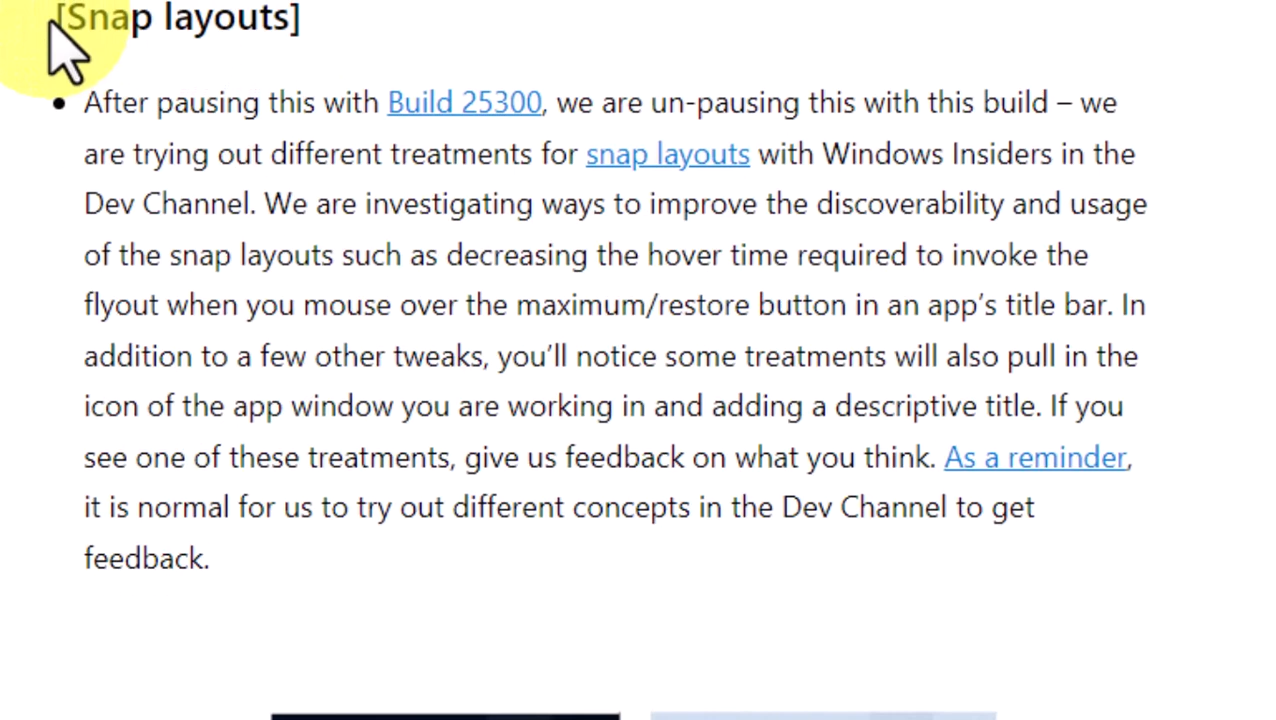 [Snap layouts]
After pausing this with Build 25300, we are un-pausing this with this build – we
are trying out different treatments for snap layouts with Windows Insiders in the
Dev Channel. We are investigating ways to improve the discoverability and usage
of the snap layouts such as decreasing the hover time required to invoke the
flyout when you mouse over the maximum/restore button in an app’s title bar. In
addition to a few other tweaks, you’ll notice some treatments will also pull in the
icon of the app window you are working in and adding a descriptive title. If you
see one of these treatments, give us feedback on what you think. As a reminder,
it is normal for us to try out different concepts in the Dev Channel to get
feedback.